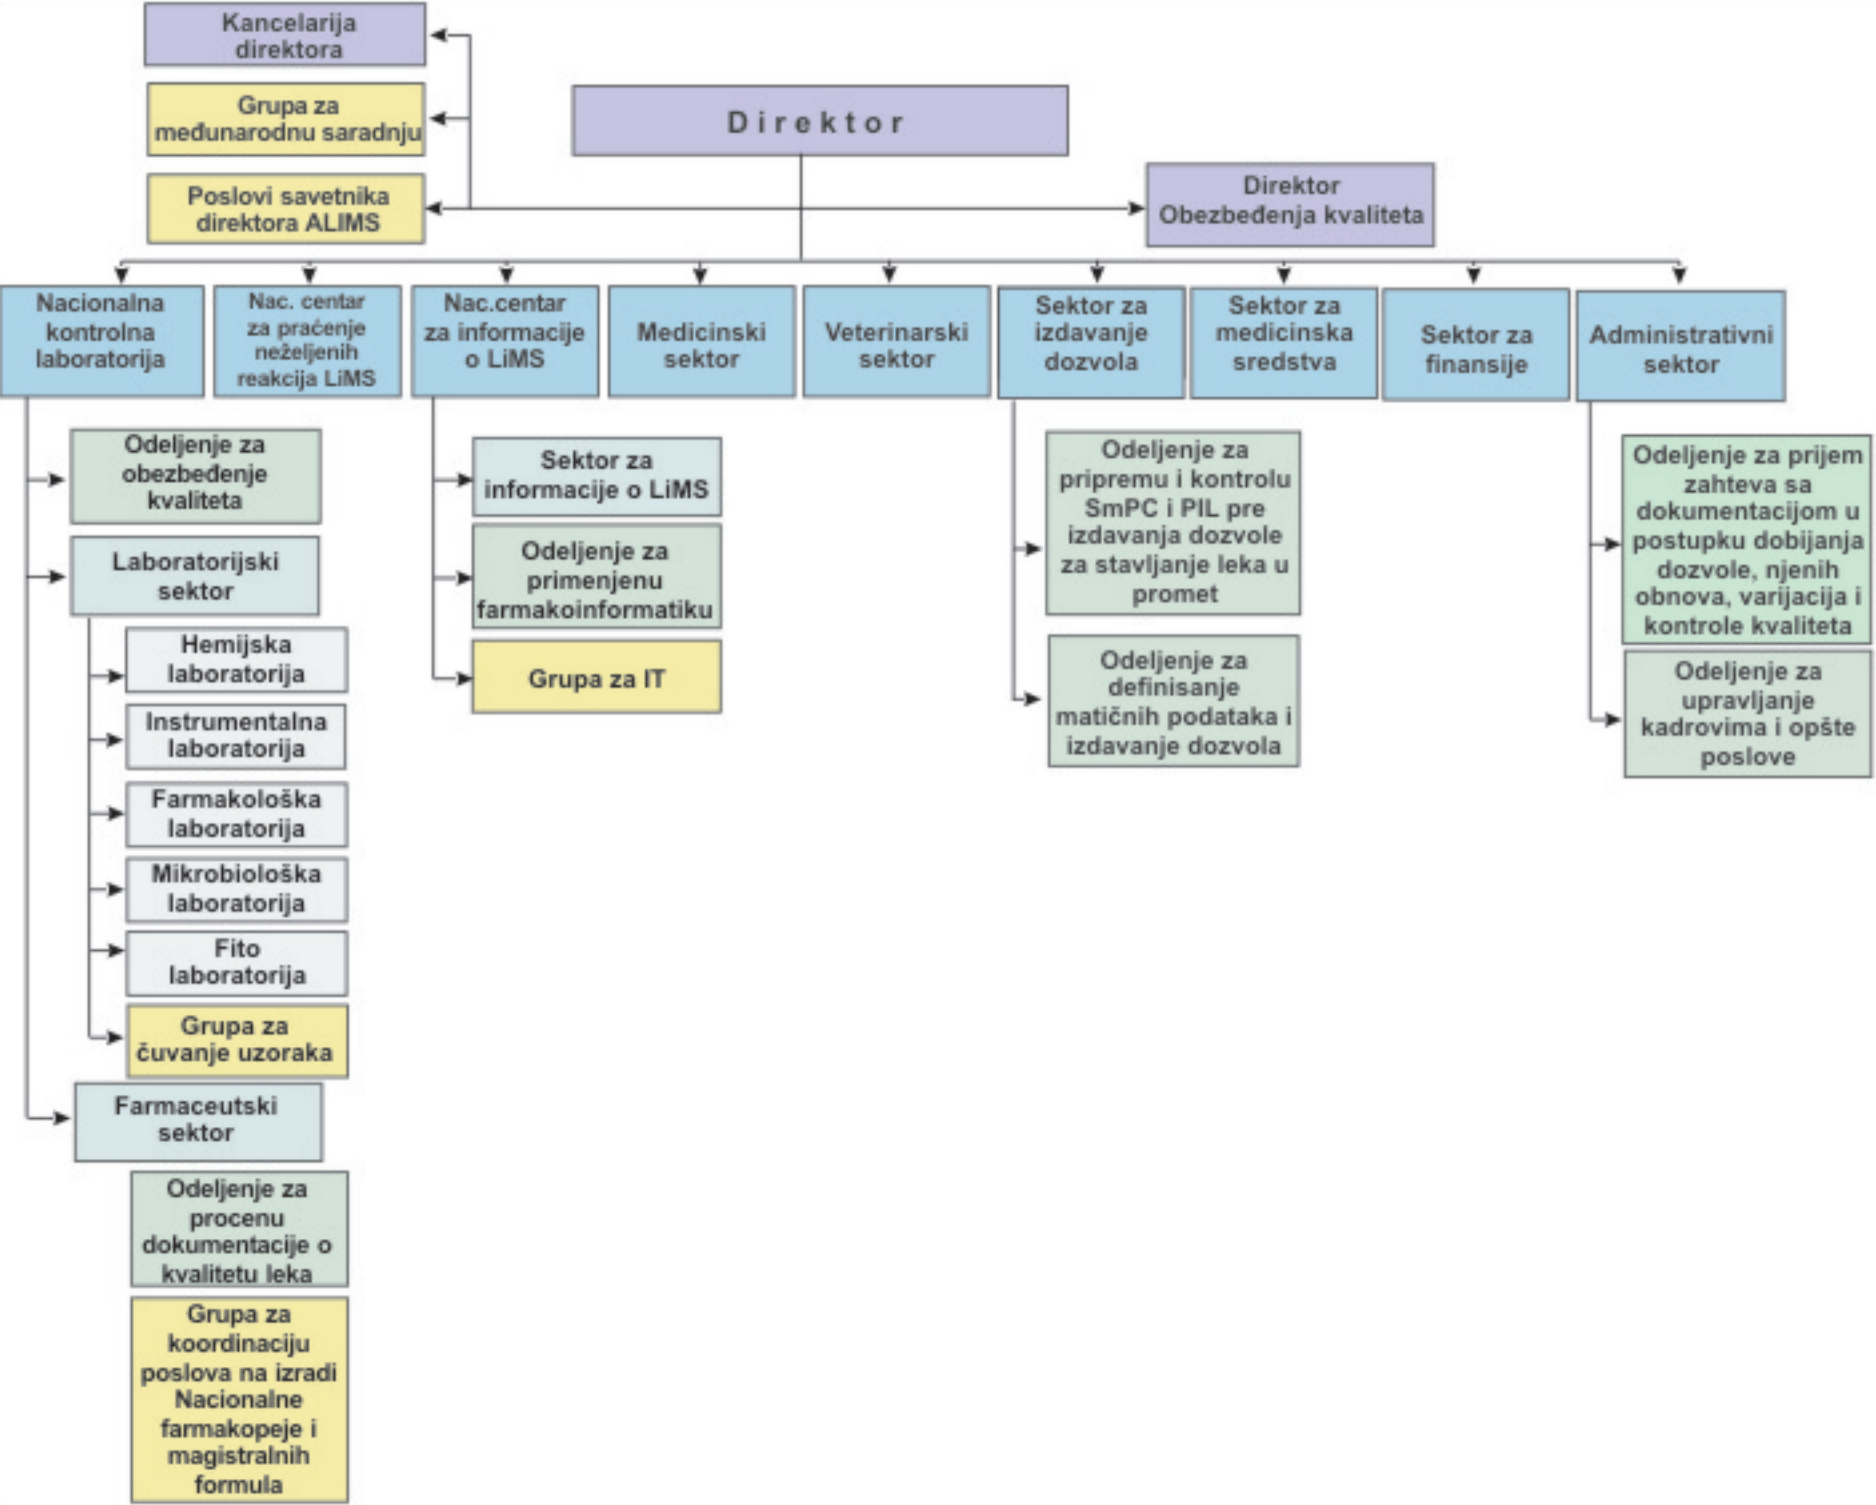 Kancelarija
direktora
Grupa za
međunarodnu saradnju
Poslovi savetnika
direktora ALIMS
D i r e k t o r
Direktor
Obezbeđenja kvaliteta
Nacionalna
kontrolna
laboratorija
Nac. centar
za praćenje
neželjenih
reakcija LiMS
Nac.centar
za informacije
o LiMS
Medicinski
sektor
Veterinarski
sektor
Sektor za
izdavanje
dozvola
Sektor za
medicinska
sredstva
Sektor za
finansije
Administrativni
sektor
Odeljenje za
obezbeđenje
kvaliteta
Laboratorijski
sektor
Hemijska
laboratorija
Instrumentalna
laboratorija
Farmakološka
laboratorija
Mikrobiološka
laboratorija
Fito
laboratorija
Grupa za
čuvanje uzoraka
Farmaceutski
sektor
Odeljenje za
procenu
dokumentacije o
kvalitetu leka
Grupa za
koordinaciju
poslova na izradi
Nacionalne
farmakopeje i
magistralnih
formula
Sektor za
informacije o LiMS
Odeljenje za
primenjenu
farmakoinformatiku
Grupa za IT
Odeljenje za
pripremu i kontrolu
SmPC i PIL pre
izdavanja dozvole
za stavljanje leka u
promet
Odeljenje za
definisanje
matičnih podataka i
izdavanje dozvola
Odeljenje za prijem
zahteva sa
dokumentacijom u
postupku dobijanja
dozvole, njenih
obnova, varijacija i
kontrole kvaliteta
Odeljenje za
upravljanje
kadrovima i opšte
poslove